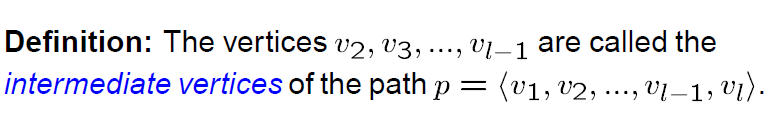 Definition: The vertices v₂, v₃, ..., vₗ₋₁ are called the
intermediate vertices of the path p = ⟨v₁, v₂, ..., vₗ₋₁, vₗ⟩.